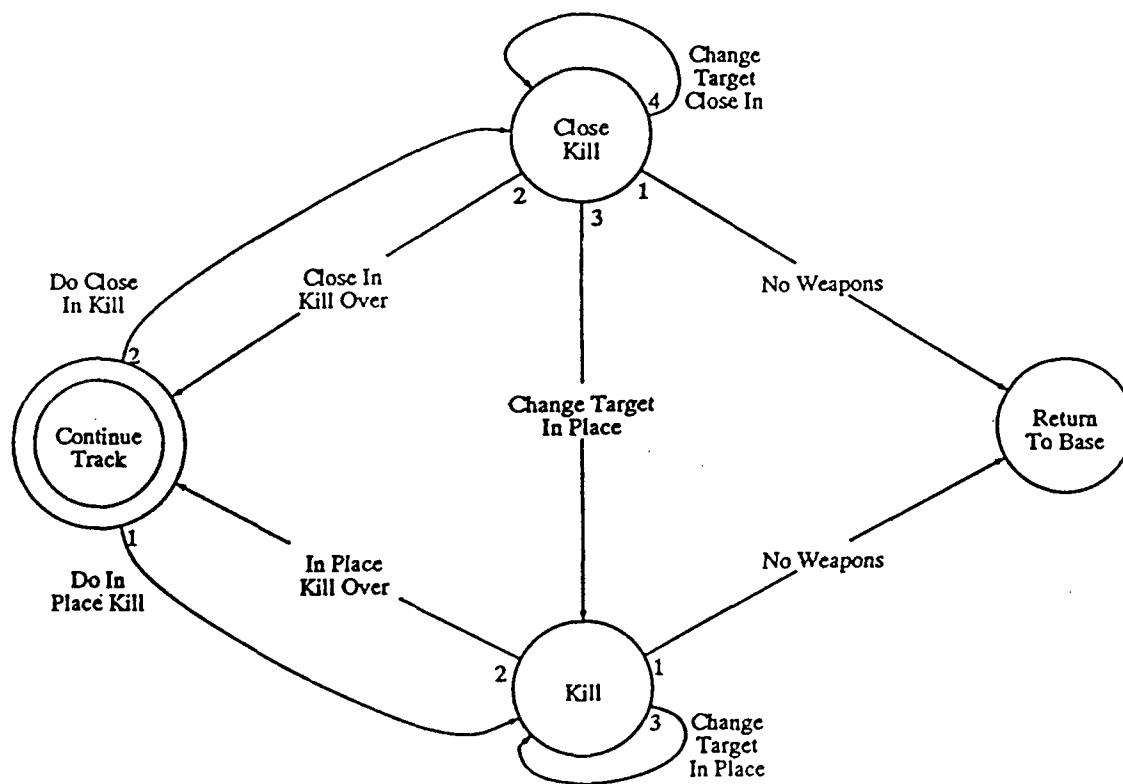 Change
Target
Close In
4
Close
Kill
2
3
1
Do Close
In Kill
Close In
Kill Over
No Weapons
2
Continue
Track
1
Change Target
In Place
Return
To Base
Do In
Place Kill
In Place
Kill Over
No Weapons
2
Kill
1
3
Change
Target
In Place